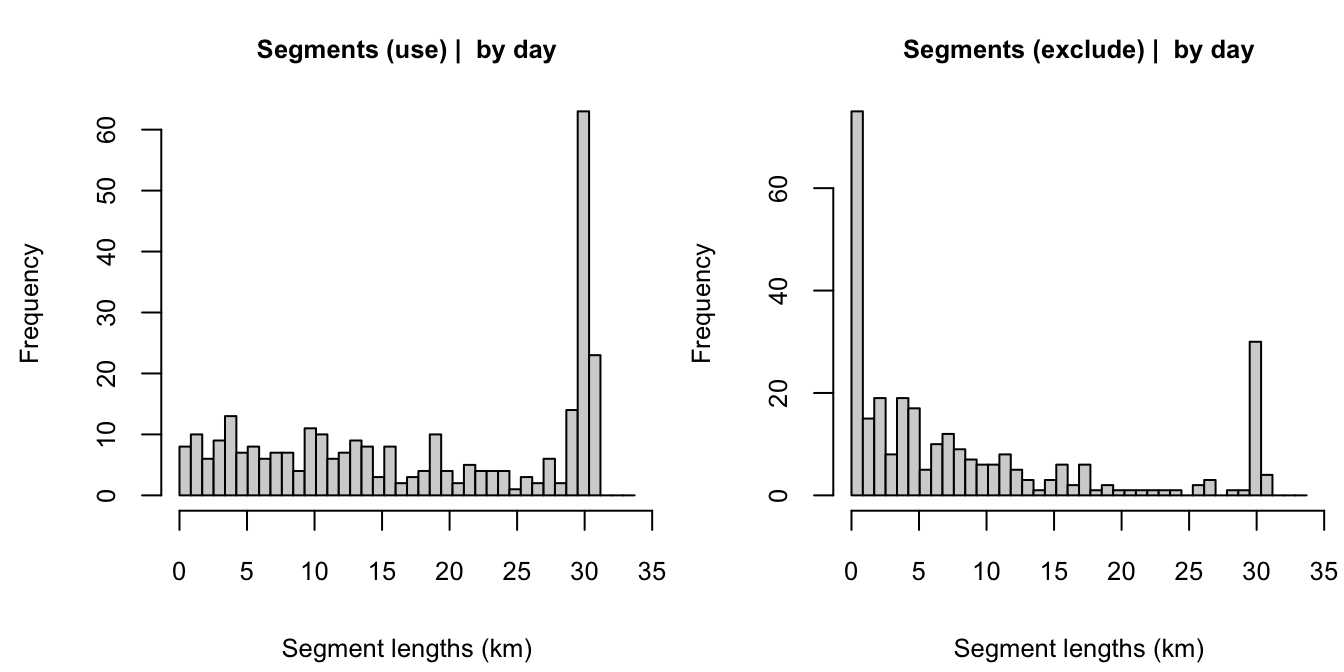 Segments (use) |  by day
Frequency
0 10 20 30 40 50 60
0 5 10 15 20 25 30 35
Segment lengths (km)
Segments (exclude) |  by day
Frequency
0 20 40 60
0 5 10 15 20 25 30 35
Segment lengths (km)